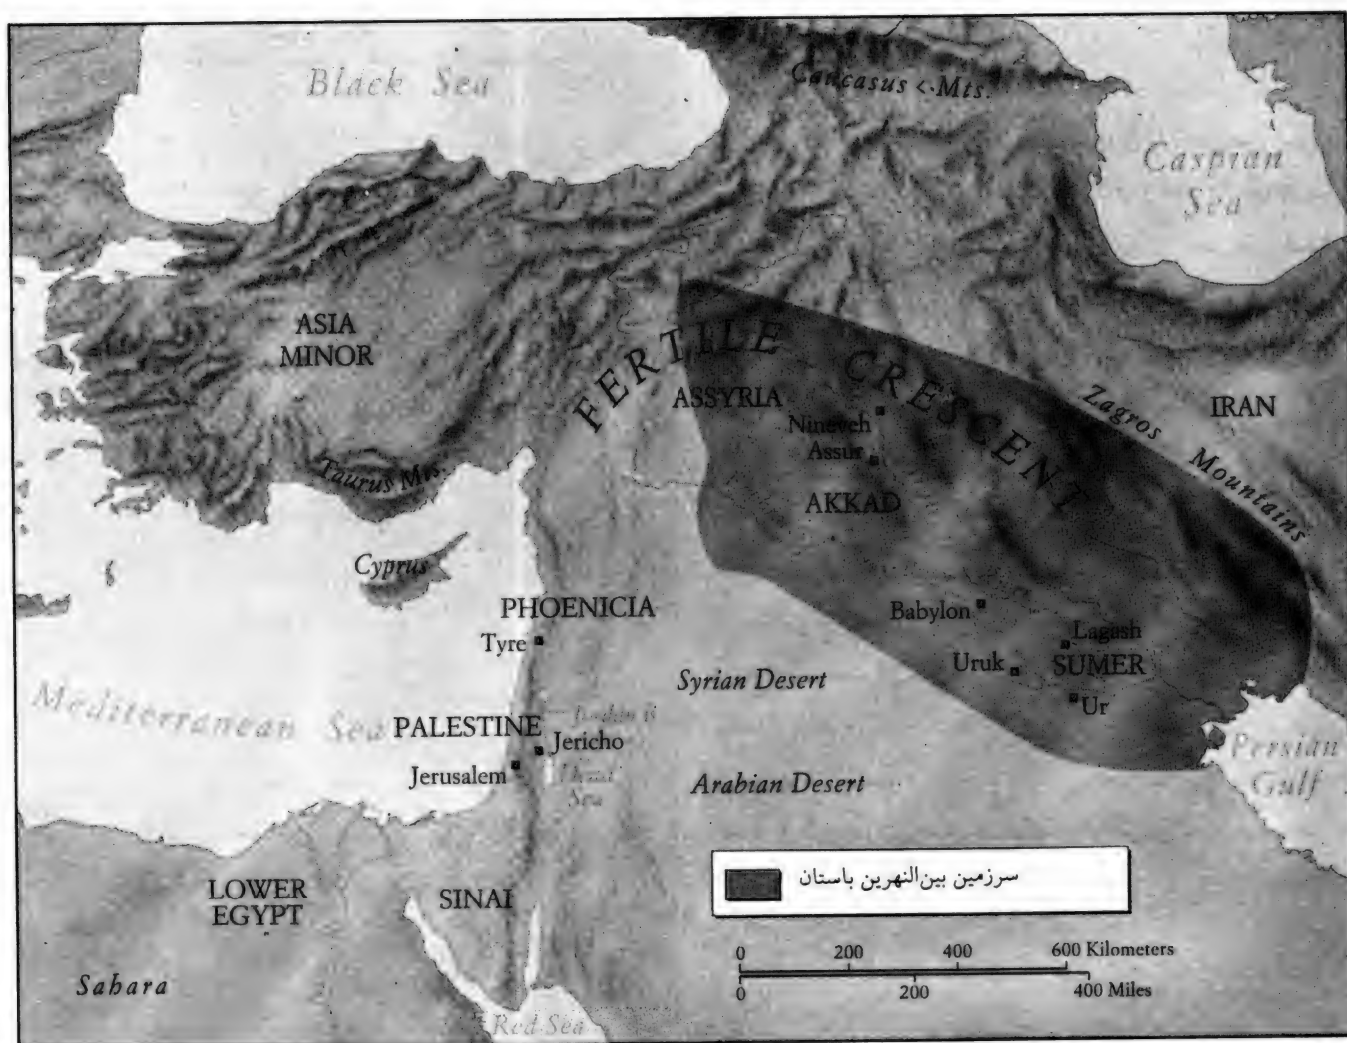 Black Sea
Caucasus Mts.
Caspian
Sea
ASIA
MINOR
FERTILE CRESCENT
ASSYRIA
Nineveh
Assur
AKKAD
Zagros Mountains
IRAN
Taurus Mts.
Cyprus
PHOENICIA
Tyre
Babylon
Lagash
Uruk
SUMER
Ur
Syrian Desert
Mediterranean Sea
PALESTINE
Jericho
Jerusalem
Sea
Arabian Desert
Persian
Gulf
LOWER
EGYPT
SINAI
Sahara
Red Sea
سرزمین بین‌النهرین باستان
0 200 400 600 Kilometers
0 200 400 Miles